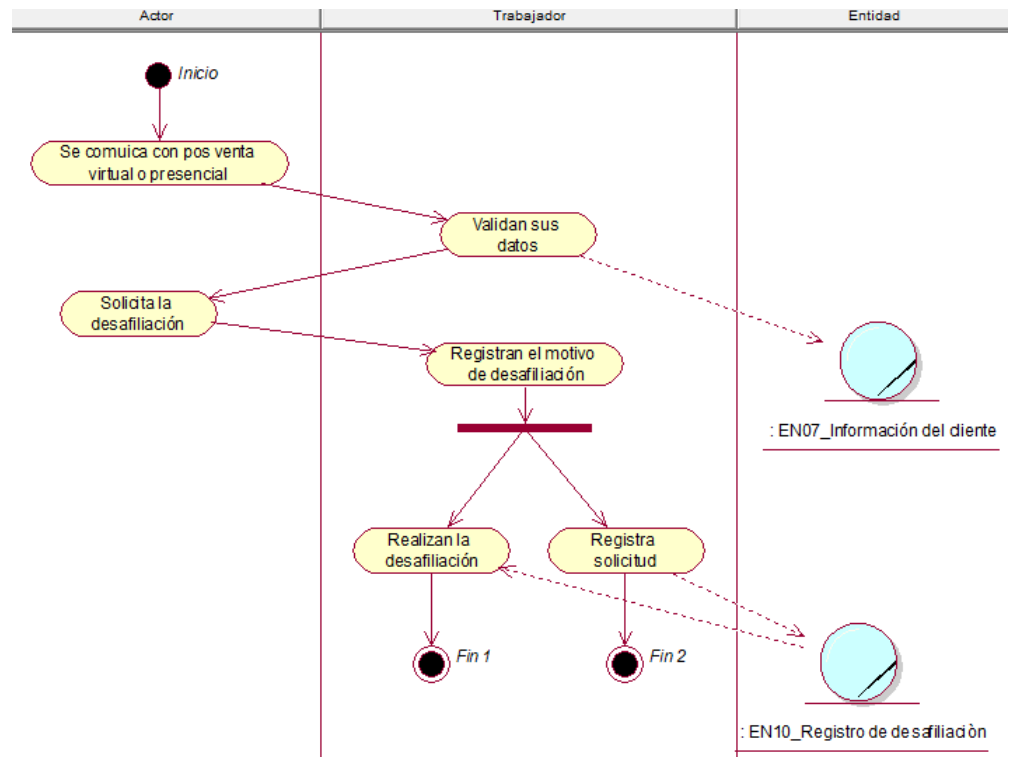 Actor
Trabajador
Entidad
Inicio
Se comuica con pos venta
virtual o presencial
Validan sus
datos
Solicita la
desafiliación
Registran el motivo
de desafiliación
: EN07_Información del cliente
Realizan la
desafiliación
Registra
solicitud
Fin 1
Fin 2
: EN10_Registro de desafiliaciòn